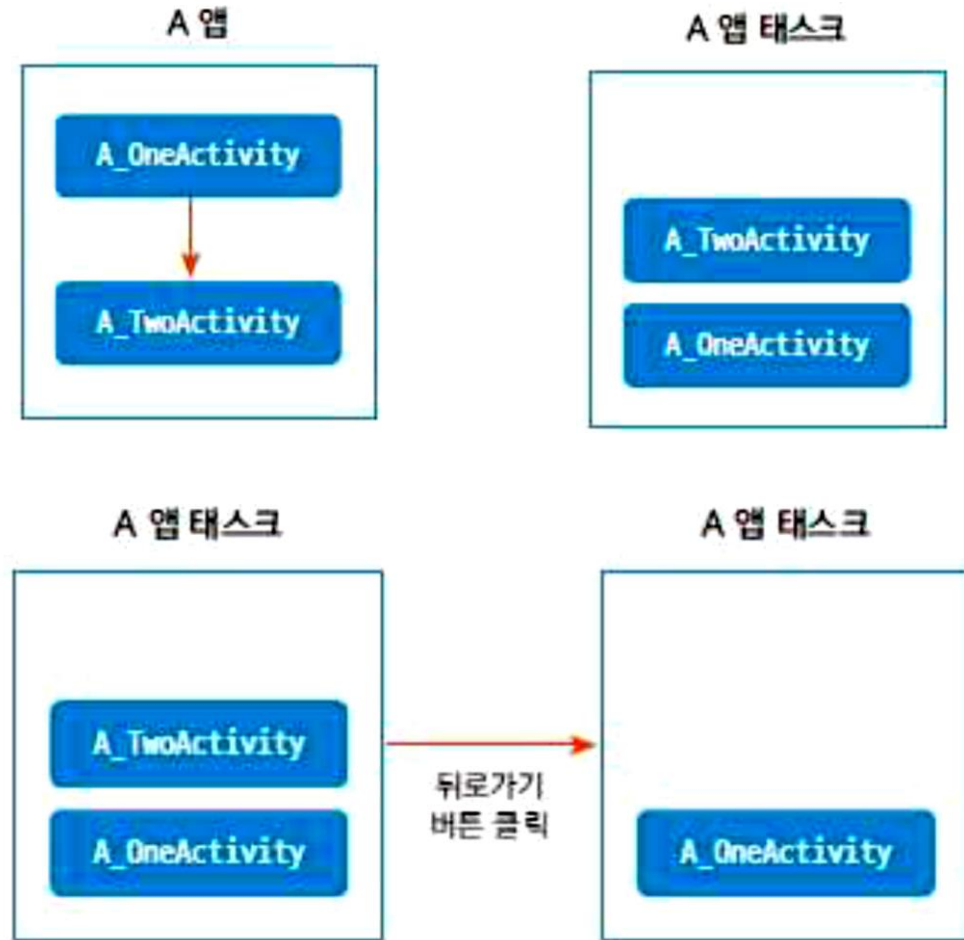 A 앱
A 앱 태스크
A_OneActivity
A_TwoActivity
A_TwoActivity
A_OneActivity
A 앱 태스크
A 앱 태스크
A_TwoActivity
A_OneActivity
뒤로가기
버튼 클릭
A_OneActivity